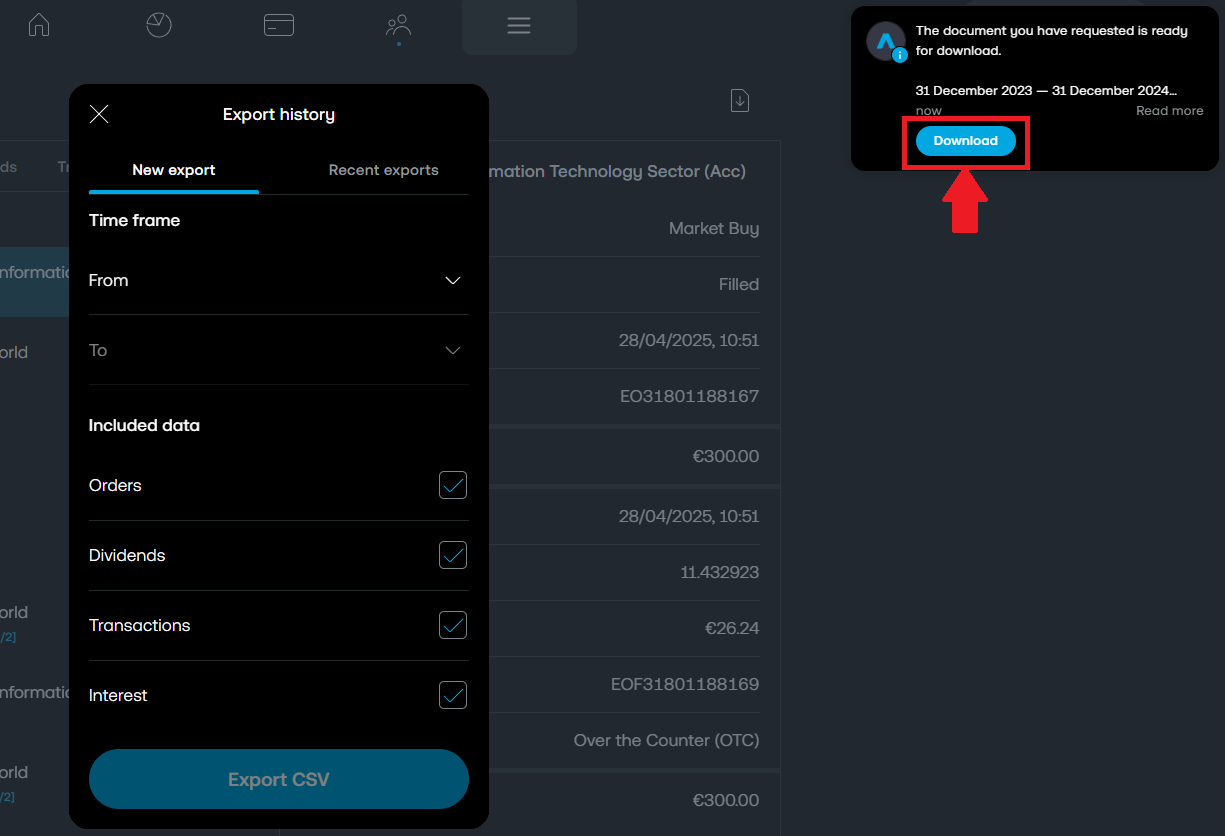 The document you have requested is ready
for download.
31 December 2023 — 31 December 2024...
now
Read more
Download
Export history
New export
Recent exports
Time frame
From
To
Included data
Orders
Dividends
Transactions
Interest
Export CSV
ds
Tr
nformatic
orld
orld
/2]
nformatic
orld
/2]
mation Technology Sector (Acc)
Market Buy
Filled
28/04/2025, 10:51
EO31801188167
€300.00
28/04/2025, 10:51
11.432923
€26.24
EOF31801188169
Over the Counter (OTC)
€300.00